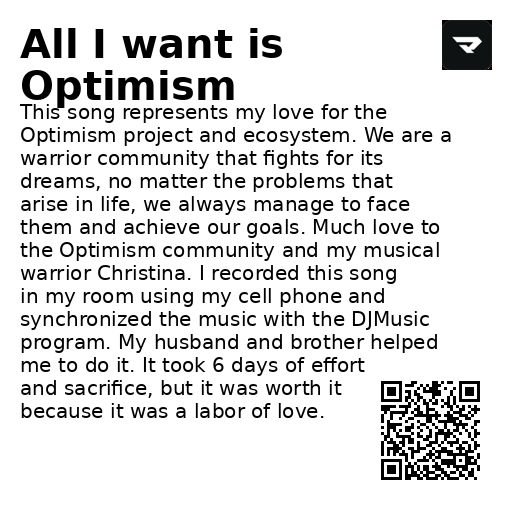 All I want is
Optimism
This song represents my love for the
Optimism project and ecosystem. We are a
warrior community that fights for its
dreams, no matter the problems that
arise in life, we always manage to face
them and achieve our goals. Much love to
the Optimism community and my musical
warrior Christina. I recorded this song
in my room using my cell phone and
synchronized the music with the DJMusic
program. My husband and brother helped
me to do it. It took 6 days of effort
and sacrifice, but it was worth it
because it was a labor of love.